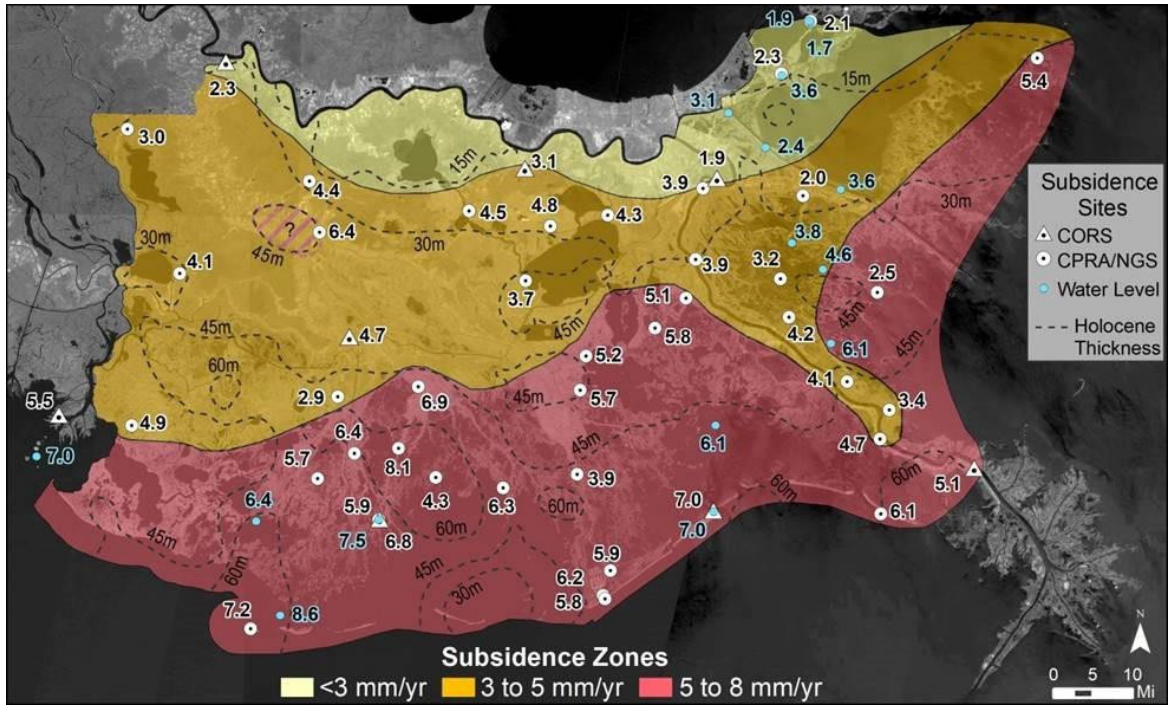 1.9
2.1
1.7
2.3
3.6
15m
5.4
3.1
2.4
2.3
3.0
15m
3.1
1.9
3.9
2.0
3.6
30m
4.4
4.5
4.8
4.3
?
6.4
45m
30m
3.8
4.6
30m
4.1
3.7
3.9
3.2
2.5
45m
5.1
4.2
45m
45m
60m
4.7
45m
5.8
6.1
5.2
2.9
6.9
45m
5.7
4.1
3.4
5.5
4.9
7.0
6.4
8.1
45m
6.1
4.7
60m
5.1
5.7
4.3
6.3
3.9
60m
60m
6.4
5.9
7.5
6.8
60m
7.0
7.0
6.1
45m
60m
45m
30m
5.9
6.2
5.8
7.2
8.6
Subsidence
Sites
CORS
CPRA/NGS
Water Level
Holocene
Thickness
Subsidence Zones
<3 mm/yr
3 to 5 mm/yr
5 to 8 mm/yr
N
0 5 10
Mi